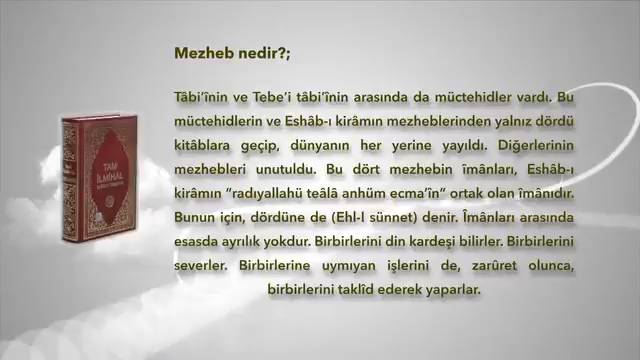 Mezheb nedir?;
Tâbi'înin ve Tebe'i tâbi'înin arasında da müctehidler vardı. Bu
müctehidlerin ve Eshâb-ı kirâmın mezheblerinden yalnız dördü
kitâblara geçip, dünyanın her yerine yayıldı. Diğerlerinin
mezhebleri unutuldu. Bu dört mezhebin îmânları, Eshâb-ı
kirâmın "radıyallahü teâlâ anhüm ecma'în" ortak olan îmânıdır.
Bunun için, dördüne de (Ehl-I sünnet) denir. Îmânları arasında
esasda ayrılık yokdur. Birbirlerini din kardeşi bilirler. Birbirlerini
severler. Birbirlerine uymıyan işlerini de, zarûret olunca,
birbirlerini taklîd ederek yaparlar.
TAM
İLMİHAL